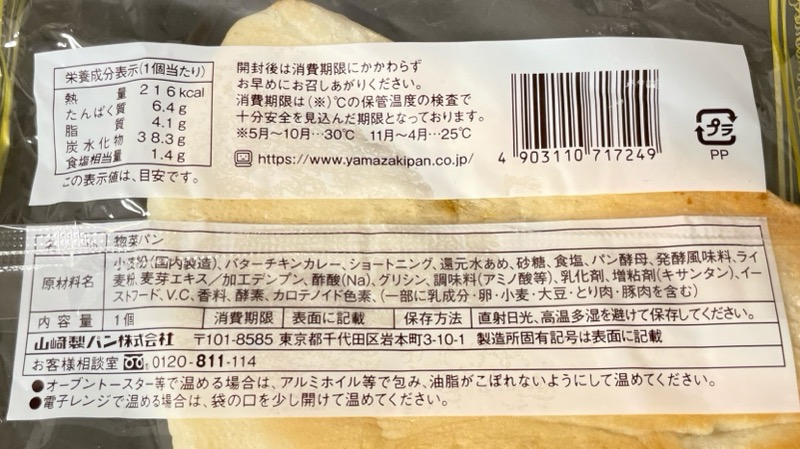 栄養成分表示(1個当たり)
熱量 216kcal
たんぱく質 6.4g
脂質 4.1g
炭水化物 38.3g
食塩相当量 1.4g
この表示値は、目安です。
開封後は消費期限にかかわらず
お早めにお召しあがりください。
消費期限は(※)℃の保管温度の検査で
十分安全を見込んだ期限となっております。
※5月〜10月…30℃ 11月〜4月…25℃
https://www.yamazakipan.co.jp/
4 903110 717249
プラ
PP
惣菜パン
原材料名
小麦粉(国内製造)、バターチキンカレー、ショートニング、還元水あめ、砂糖、食塩、パン酵母、発酵風味料、ライ
麦粉、麦芽エキス/加工デンプン、酢酸(Na)、グリシン、調味料(アミノ酸等)、乳化剤、増粘剤(キサンタン)、イー
ストフード、V.C、香料、酵素、カロテノイド色素、(一部に乳成分・卵・小麦・大豆・とり肉・豚肉を含む)
内容量 1個 消費期限 表面に記載 保存方法 直射日光、高温多湿を避けて保存してください。
山崎製パン株式会社 〒101-8585 東京都千代田区岩本町3-10-1 製造所固有記号は表面に記載
お客様相談室 0120-811-114
●オーブントースター等で温める場合は、アルミホイル等で包み、油脂がこぼれないようにして温めてください。
●電子レンジで温める場合は、袋の口を少し開けて温めてください。